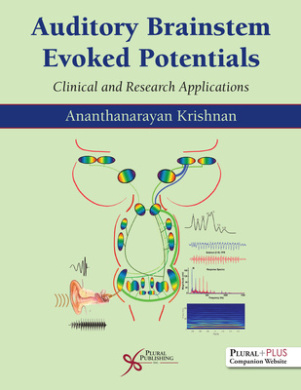 Auditory Brainstem
Evoked Potentials
Clinical and Research Applications
Ananthanarayan Krishnan
PLURAL
PUBLISHING
PLURAL+PLUS
Companion Website